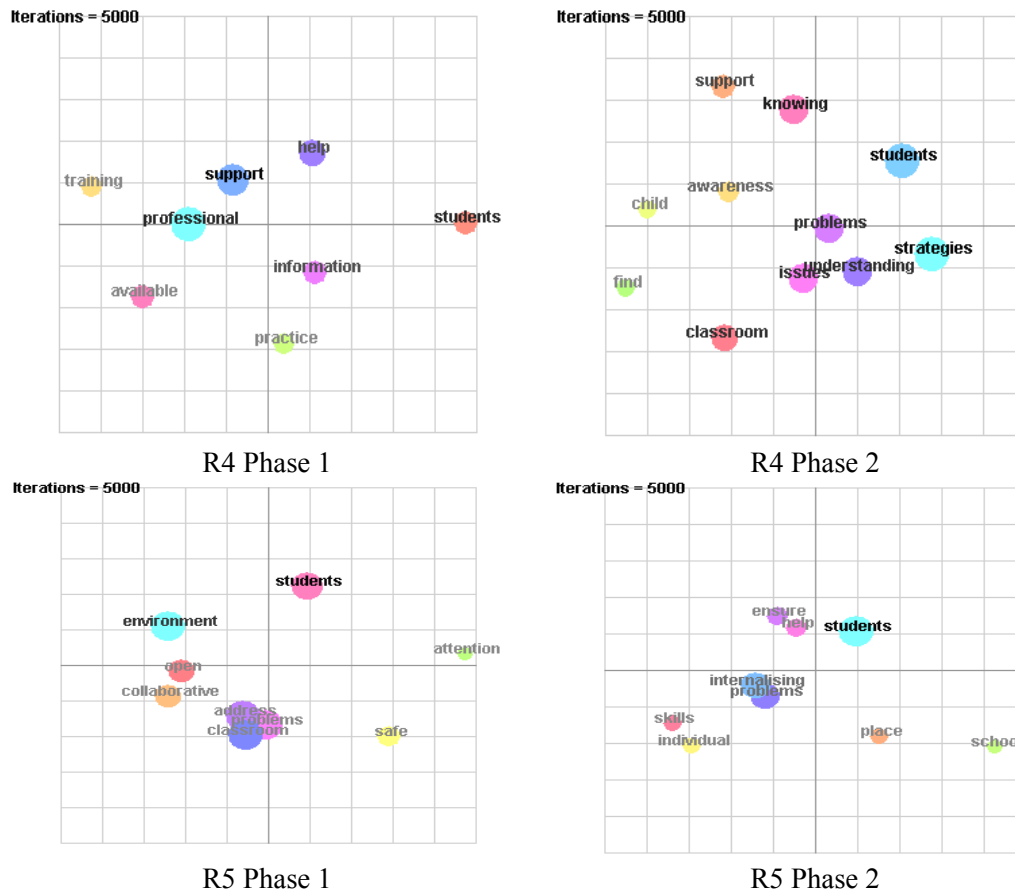 Iterations = 5000
help
support
training
professional
students
information
available
practice
R4 Phase 1
Iterations = 5000
support
knowing
students
awareness
child
problems
strategies
understanding
issues
find
classroom
R4 Phase 2
Iterations = 5000
students
environment
attention
open
collaborative
address
problems
classroom
safe
R5 Phase 1
Iterations = 5000
ensure
help
students
internalising
problems
skills
place
individual
schoo
R5 Phase 2